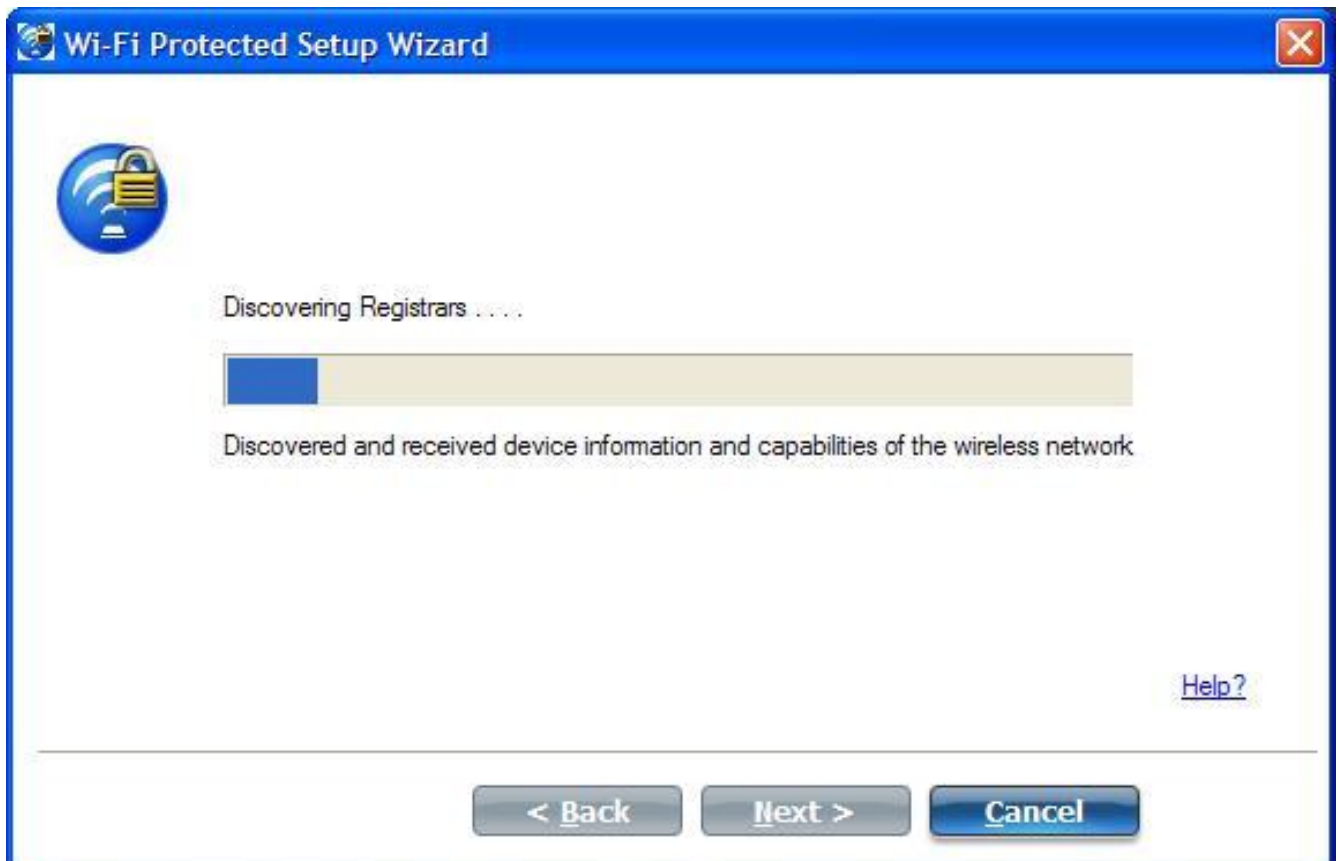 Wi-Fi Protected Setup Wizard
Discovering Registrars . . . .
Discovered and received device information and capabilities of the wireless network
Help?
< Back Next > Cancel